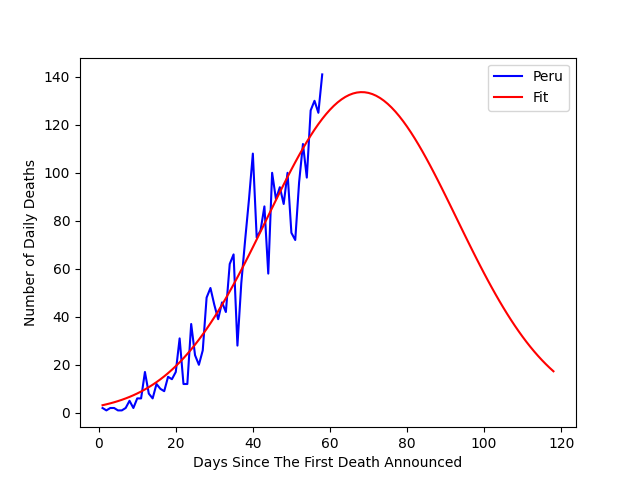 Peru
Fit
Number of Daily Deaths
140
120
100
80
60
40
20
0
0 20 40 60 80 100 120
Days Since The First Death Announced